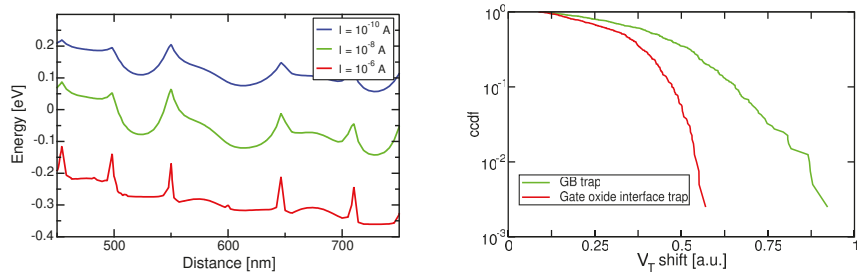 I = 10⁻¹⁰ A
I = 10⁻⁸ A
I = 10⁻⁶ A
Energy [eV]
0.2
0.1
0
-0.1
-0.2
-0.3
-0.4
500
600
700
Distance [nm]
ccdf
10⁰
10⁻¹
10⁻²
10⁻³
GB trap
Gate oxide interface trap
0
0.25
0.5
0.75
1
V_T shift [a.u.]